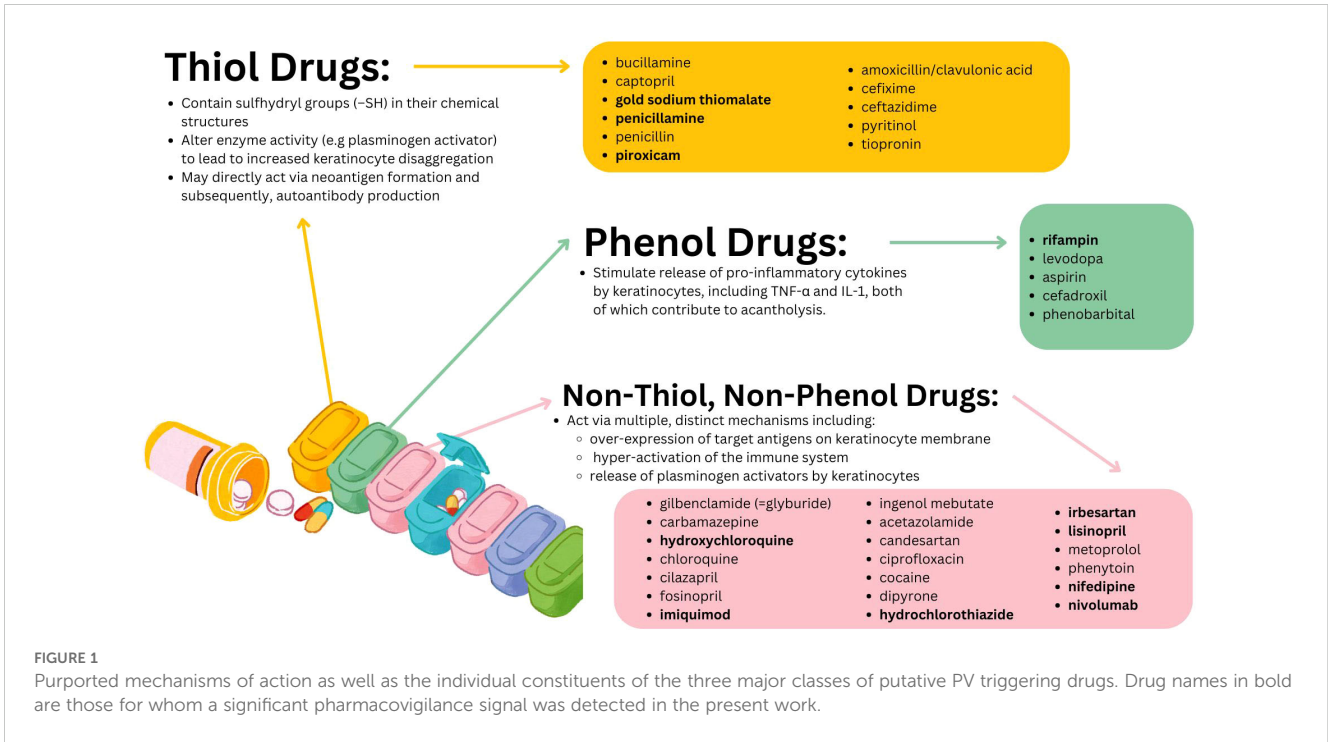 Thiol Drugs:
• Contain sulfhydryl groups (–SH) in their chemical
structures
• Alter enzyme activity (e.g plasminogen activator)
to lead to increased keratinocyte disaggregation
• May directly act via neoantigen formation and
subsequently, autoantibody production
• bucillamine
• captopril
• gold sodium thiomalate
• penicillamine
• penicillin
• piroxicam
• amoxicillin/clavulonic acid
• cefixime
• ceftazidime
• pyritinol
• tiopronin
Phenol Drugs:
• Stimulate release of pro-inflammatory cytokines
by keratinocytes, including TNF-α and IL-1, both
of which contribute to acantholysis.
• rifampin
• levodopa
• aspirin
• cefadroxil
• phenobarbital
Non-Thiol, Non-Phenol Drugs:
• Act via multiple, distinct mechanisms including:
◦ over-expression of target antigens on keratinocyte membrane
◦ hyper-activation of the immune system
◦ release of plasminogen activators by keratinocytes
• gilbenclamide (=glyburide)
• carbamazepine
• hydroxychloroquine
• chloroquine
• cilazapril
• fosinopril
• imiquimod
• ingenol mebutate
• acetazolamide
• candesartan
• ciprofloxacin
• cocaine
• dipyrone
• hydrochlorothiazide
• irbesartan
• lisinopril
• metoprolol
• phenytoin
• nifedipine
• nivolumab
FIGURE 1
Purported mechanisms of action as well as the individual constituents of the three major classes of putative PV triggering drugs. Drug names in bold
are those for whom a significant pharmacovigilance signal was detected in the present work.